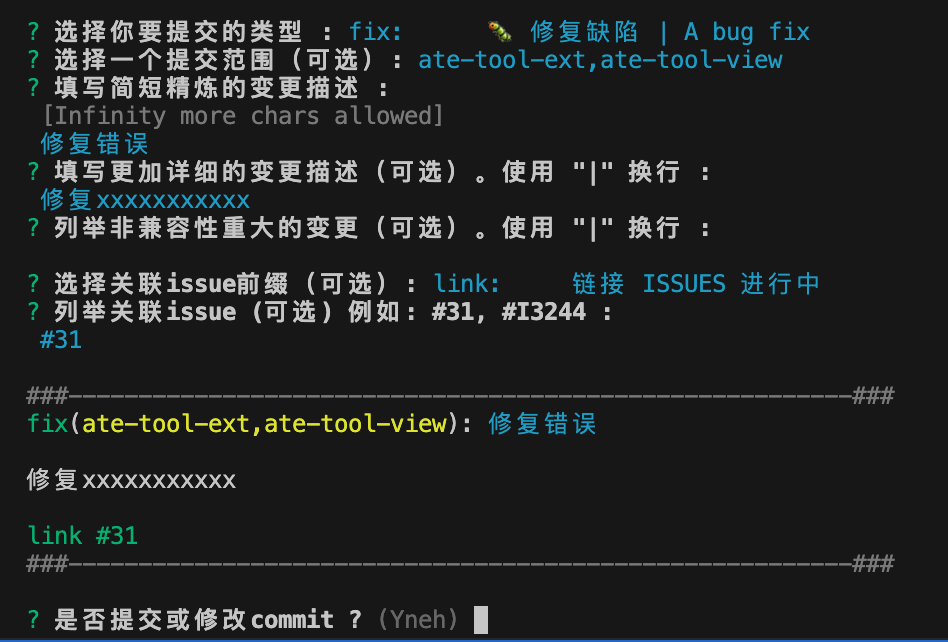 ? 选择你要提交的类型 : fix:      🐛 修复缺陷 | A bug fix
? 选择一个提交范围（可选）: ate-tool-ext,ate-tool-view
? 填写简短精炼的变更描述 :
[Infinity more chars allowed]
修复错误
? 填写更加详细的变更描述（可选）。使用 "|" 换行 :
修复xxxxxxxxxxx
? 列举非兼容性重大的变更（可选）。使用 "|" 换行 :
? 选择关联issue前缀（可选）: link:     链接 ISSUES 进行中
? 列举关联issue (可选) 例如: #31, #I3244 :
#31
###--------------------------------------------------------###
fix(ate-tool-ext,ate-tool-view): 修复错误
修复xxxxxxxxxxx
link #31
###--------------------------------------------------------###
? 是否提交或修改commit ? (Yneh)